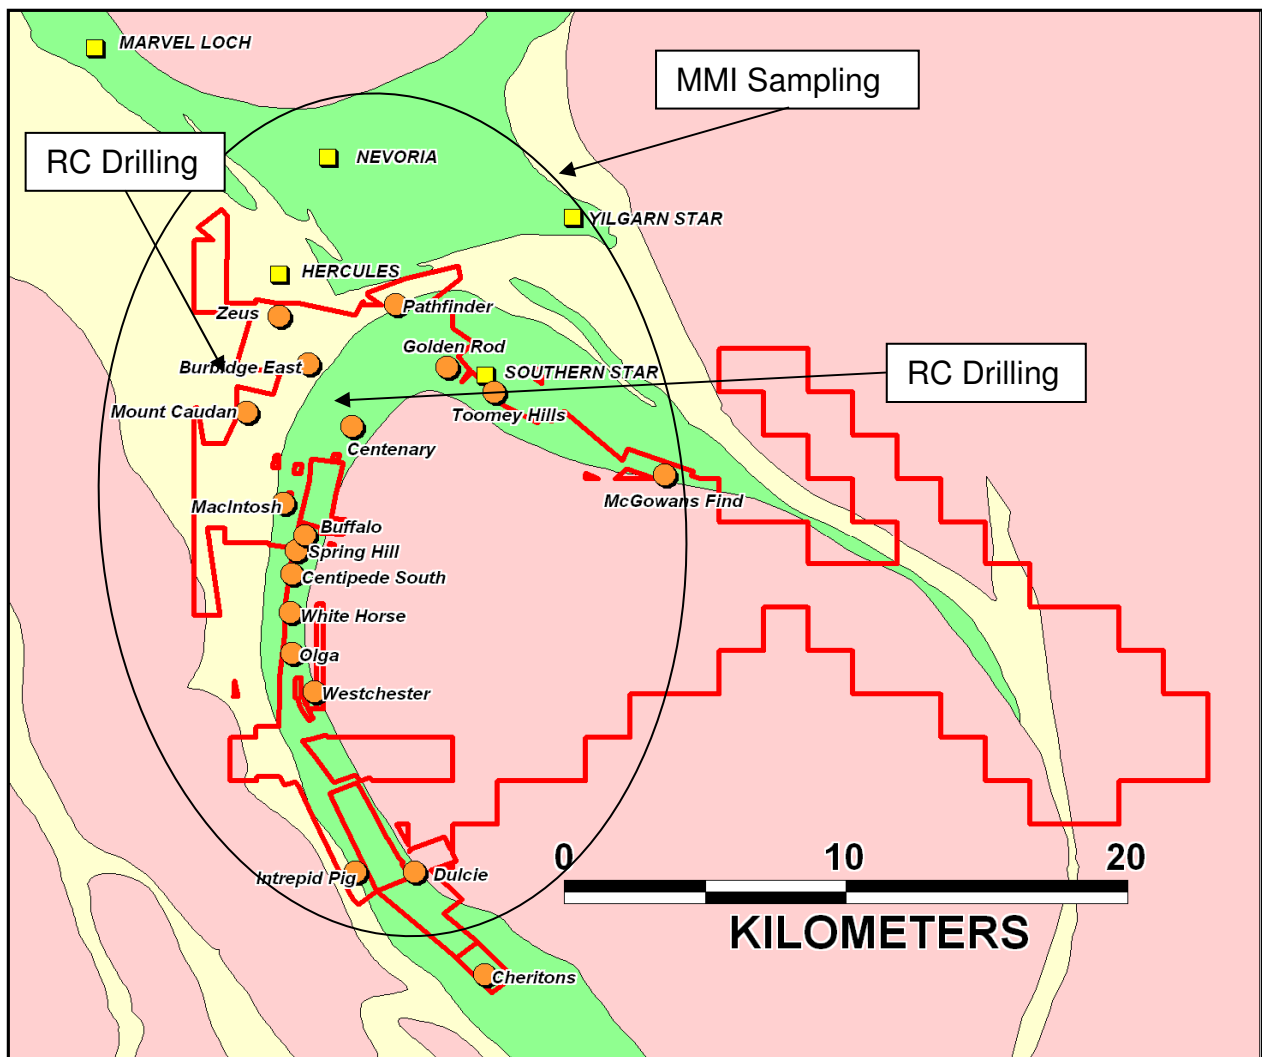 MARVEL LOCH
MMI Sampling
RC Drilling
NEVORIA
YILGARN STAR
HERCULES
Zeus
Pathfinder
Golden Rod
Burbidge East
SOUTHERN STAR
RC Drilling
Mount Caudan
Toomey Hills
Centenary
McGowans Find
MacIntosh
Buffalo
Spring Hill
Centipede South
White Horse
Olga
Westchester
Intrepid Pig
Dulcie
0 10 20
KILOMETERS
Cheritons